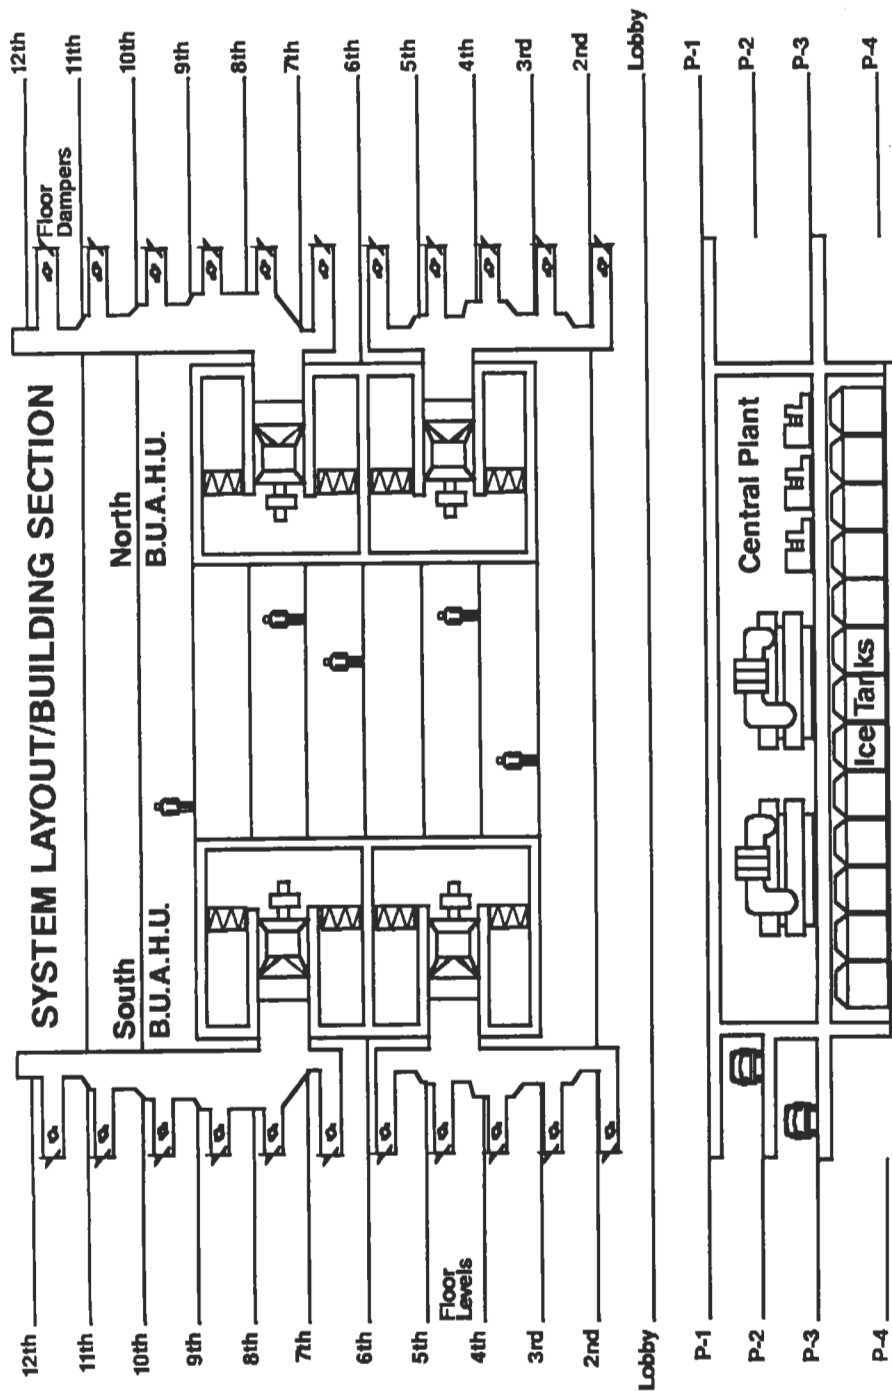 SYSTEM LAYOUT/BUILDING SECTION
South
B.U.A.H.U.
North
B.U.A.H.U.
12th
11th
10th
9th
8th
7th
6th
5th
4th
3rd
2nd
Lobby
P-1
P-2
P-3
P-4
Floor
Levels
12th
11th
10th
9th
8th
7th
6th
5th
4th
3rd
2nd
Lobby
P-1
P-2
P-3
P-4
Floor
Dampers
Central Plant
Ice Tanks